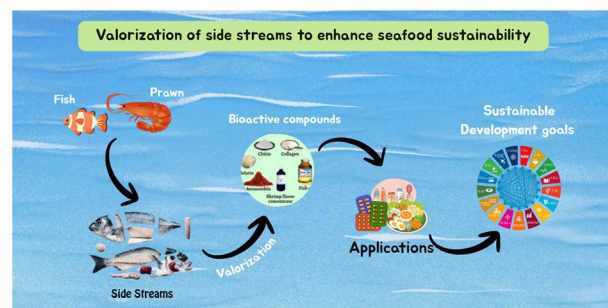 Valorization of side streams to enhance seafood sustainability
Fish
Prawn
Bioactive compounds
Sustainable
Development goals
Chitin
Collagen
Astaxanthin
Shrimp-flavor
concentrate
Fish
Valorization
Applications
Side Streams